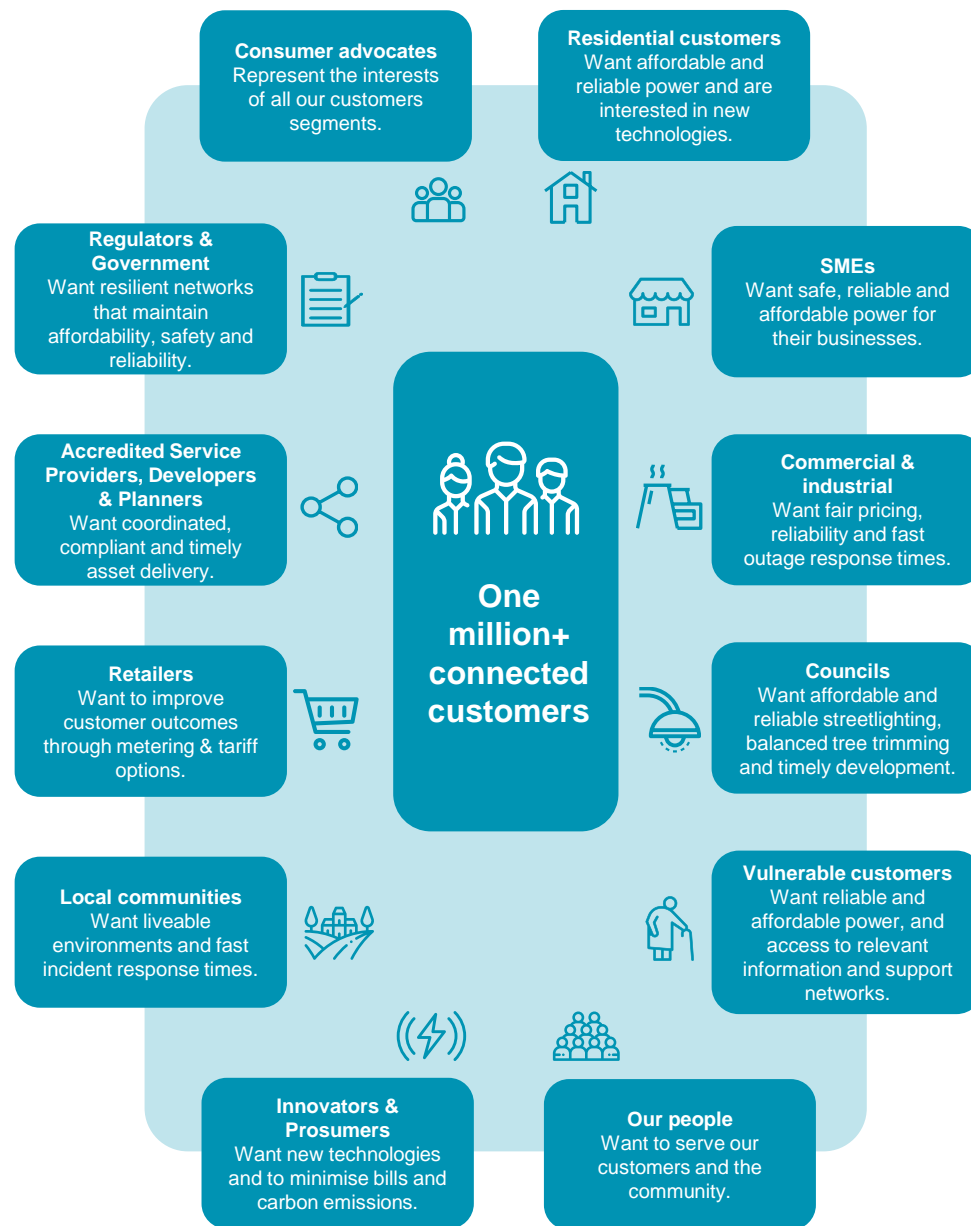 Consumer advocates
Represent the interests
of all our customers
segments.
Residential customers
Want affordable and
reliable power and are
interested in new
technologies.
Regulators &
Government
Want resilient networks
that maintain
affordability, safety and
reliability.
SMEs
Want safe, reliable and
affordable power for
their businesses.
Accredited Service
Providers, Developers
& Planners
Want coordinated,
compliant and timely
asset delivery.
One
million+
connected
customers
Commercial &
industrial
Want fair pricing,
reliability and fast
outage response times.
Retailers
Want to improve
customer outcomes
through metering & tariff
options.
Councils
Want affordable and
reliable streetlighting,
balanced tree trimming
and timely development.
Local communities
Want liveable
environments and fast
incident response times.
Vulnerable customers
Want reliable and
affordable power, and
access to relevant
information and support
networks.
Innovators &
Prosumers
Want new technologies
and to minimise bills and
carbon emissions.
Our people
Want to serve our
customers and the
community.